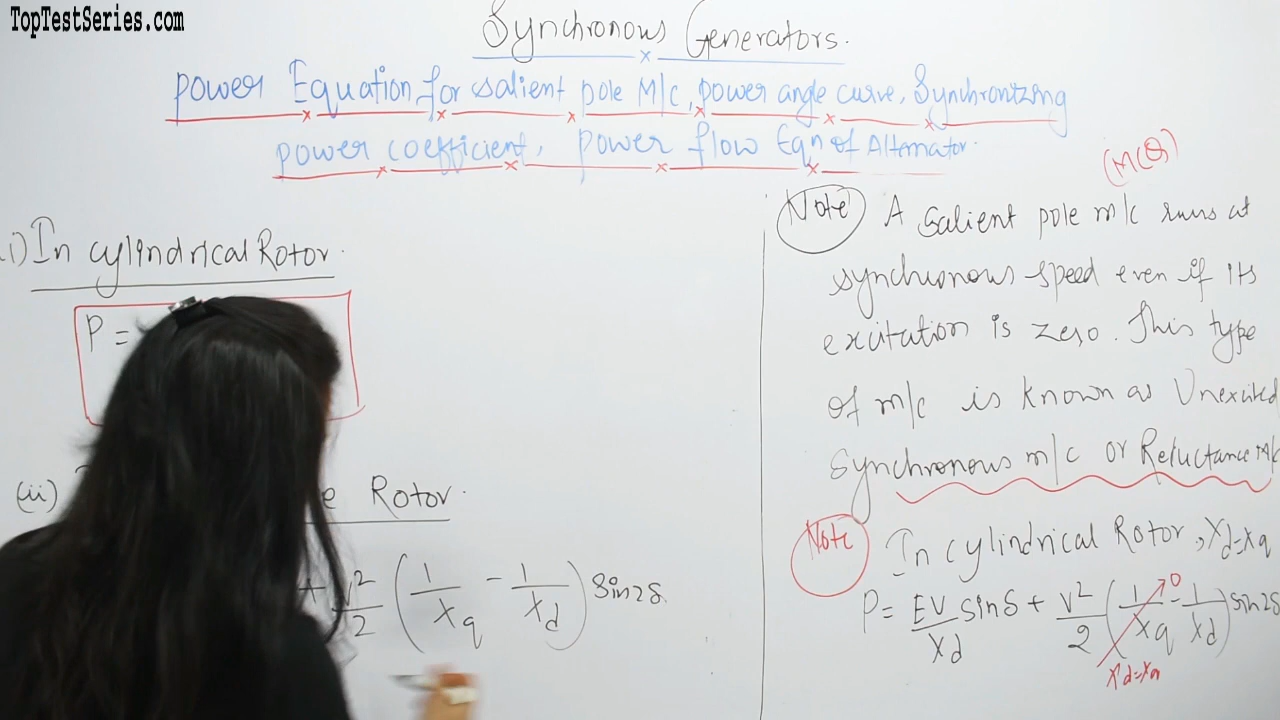 TopTestSeries.com
Synchronous Generators.
Power Equation for salient pole M/c, power angle curve, Synchronizing
power coefficient, power flow Eqn of Alternator.
(MCQ)
(i) In cylindrical Rotor.
P =
(ii)
Rotor.
+ V²/2 (1/Xq - 1/Xd) Sin2δ
Note A salient pole m/c runs at
synchronous speed even if its
excitation is zero. This type
of m/c is known as Unexcited
Synchronous m/c or Reluctance M/c
Note In cylindrical Rotor, Xd=Xq
P = EV/Xd sinδ + V²/2 (1/Xq - 1/Xd) sin2δ
0
Xd=Xq